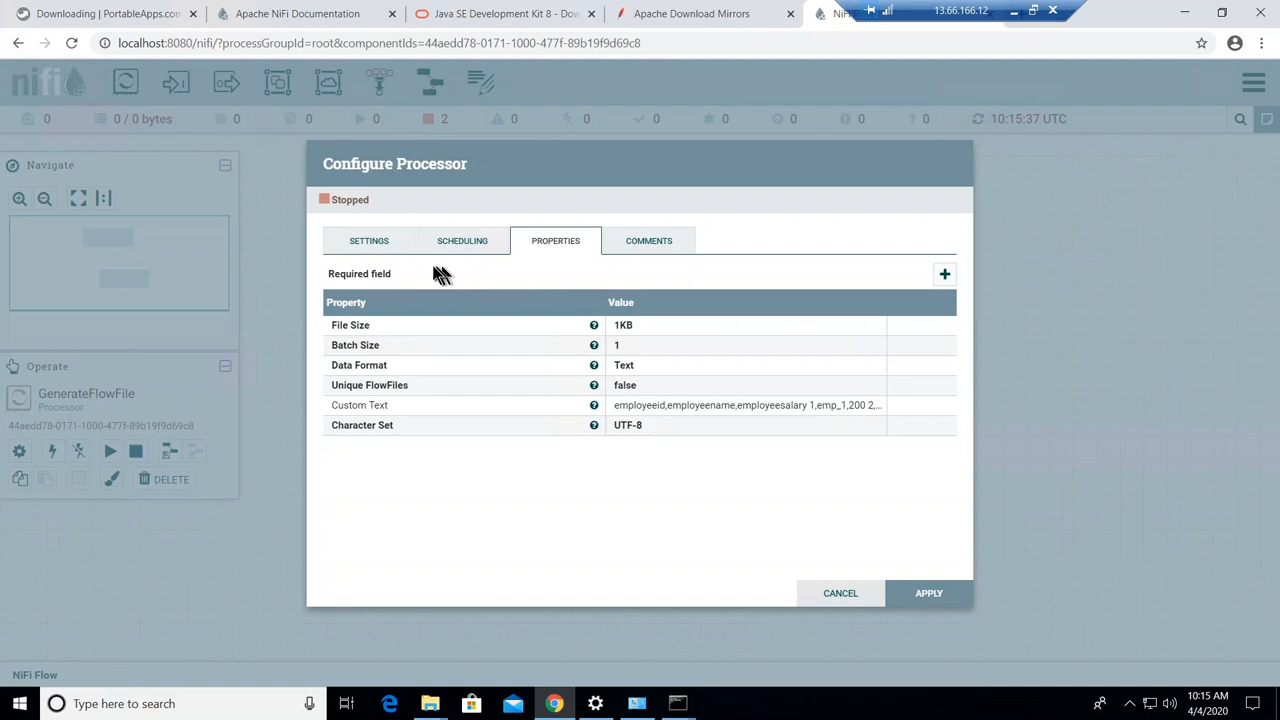 Downloading | PortableApps.co
Apache NiFi Documentation
Java SE Development Kit 8 - Dow
Apache Download Mirrors
NiFi
13.66.166.12
localhost:8080/nifi/?processGroupId=root&componentIds=44aedd78-0171-1000-477f-89b19f9d69c8
nifi
0
0 / 0 bytes
0
0
0
2
0
0
0
0
0
0
0
10:15:37 UTC
Navigate
Operate
GenerateFlowFile
Processor
44aedd78-0171-1000-477f-89b19f9d69c8
DELETE
Configure Processor
Stopped
SETTINGS
SCHEDULING
PROPERTIES
COMMENTS
Required field
Property Value
File Size 1KB
Batch Size 1
Data Format Text
Unique FlowFiles false
Custom Text employeeid,employeename,employeesalary 1,emp_1,200 2,...
Character Set UTF-8
CANCEL
APPLY
NiFi Flow
Type here to search
10:15 AM
4/4/2020